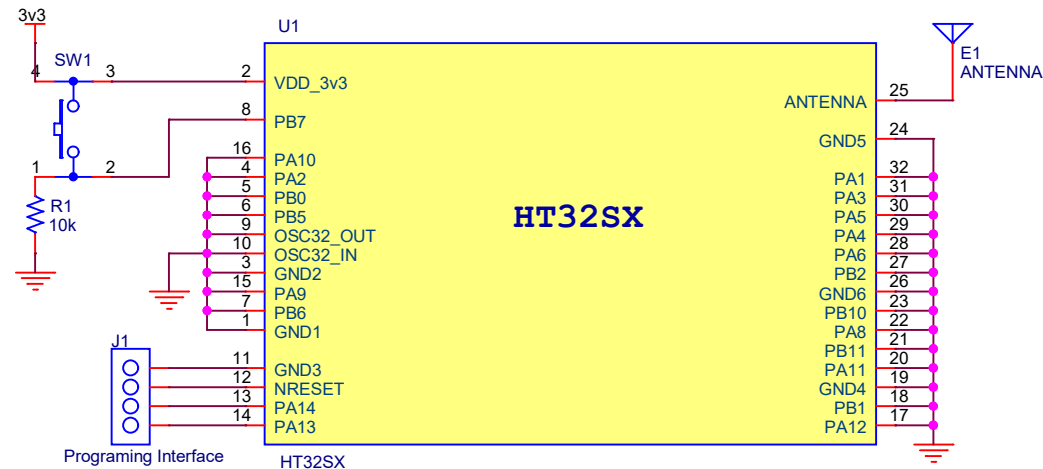 3v3
U1
SW1
4
3
2
VDD_3v3
8
PB7
1
2
R1
10k
16
PA10
4
PA2
5
PB0
6
PB5
9
OSC32_OUT
10
OSC32_IN
3
GND2
15
PA9
7
PB6
1
GND1
J1
11
GND3
12
NRESET
13
PA14
14
PA13
Programing Interface
HT32SX
HT32SX
E1
ANTENNA
25
ANTENNA
24
GND5
32
PA1
31
PA3
30
PA5
29
PA4
28
PA6
27
PB2
26
GND6
23
PB10
22
PA8
21
PB11
20
PA11
19
GND4
18
PB1
17
PA12